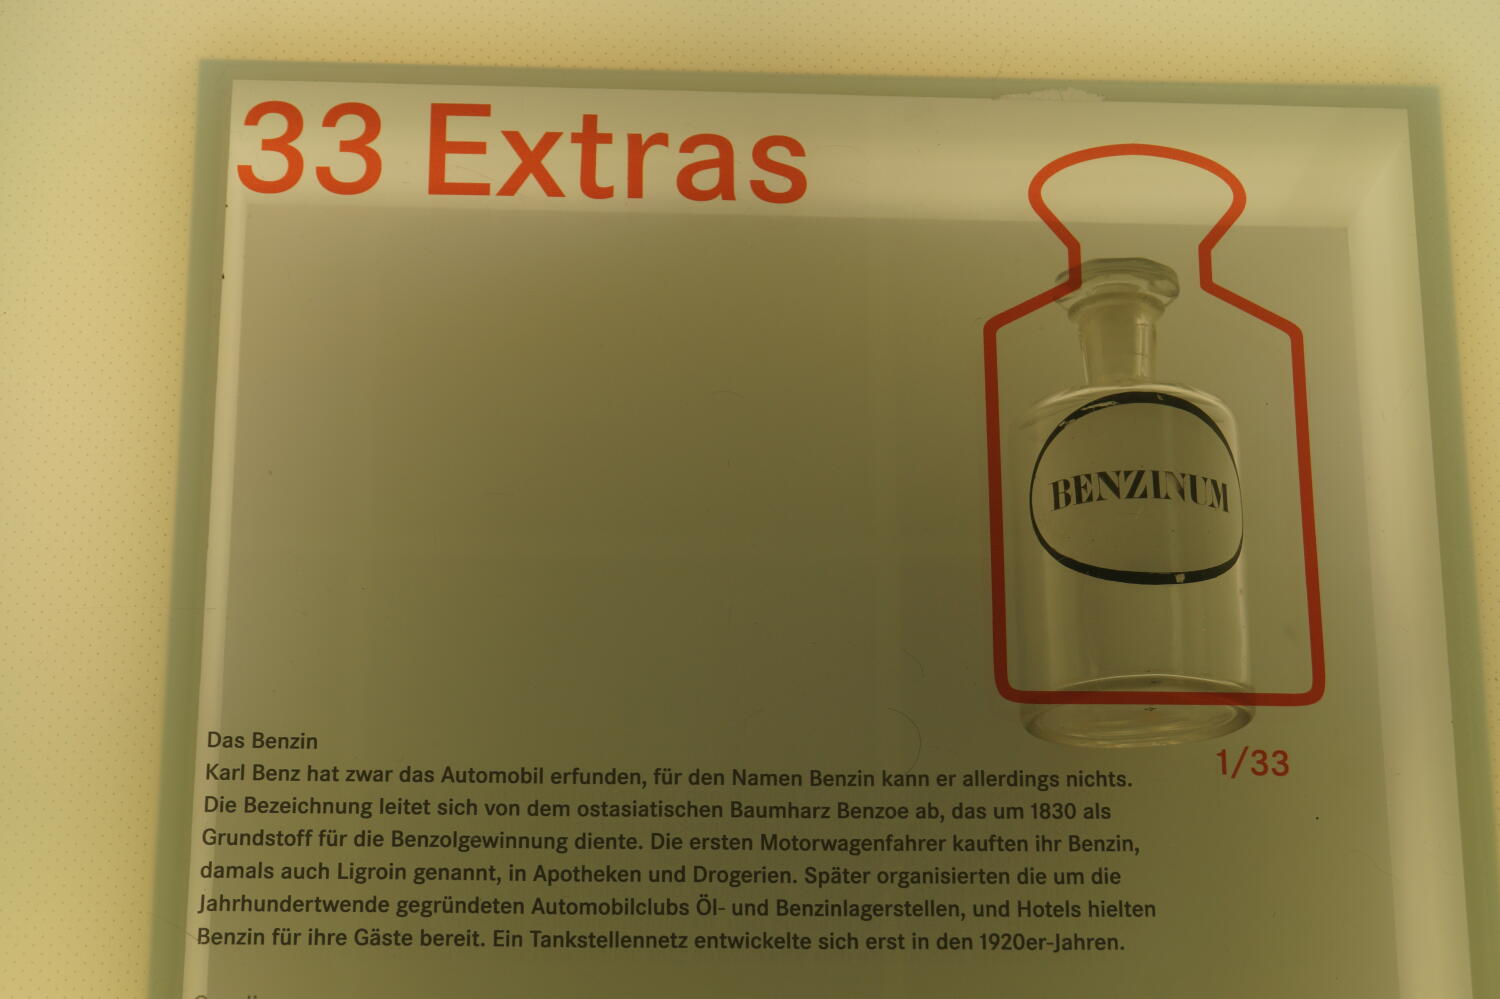 33 Extras
BENZINUM
1/33
Das Benzin
Karl Benz hat zwar das Automobil erfunden, für den Namen Benzin kann er allerdings nichts.
Die Bezeichnung leitet sich von dem ostasiatischen Baumharz Benzoe ab, das um 1830 als
Grundstoff für die Benzolgewinnung diente. Die ersten Motorwagenfahrer kauften ihr Benzin,
damals auch Ligroin genannt, in Apotheken und Drogerien. Später organisierten die um die
Jahrhundertwende gegründeten Automobilclubs Öl- und Benzinlagerstellen, und Hotels hielten
Benzin für ihre Gäste bereit. Ein Tankstellennetz entwickelte sich erst in den 1920er-Jahren.